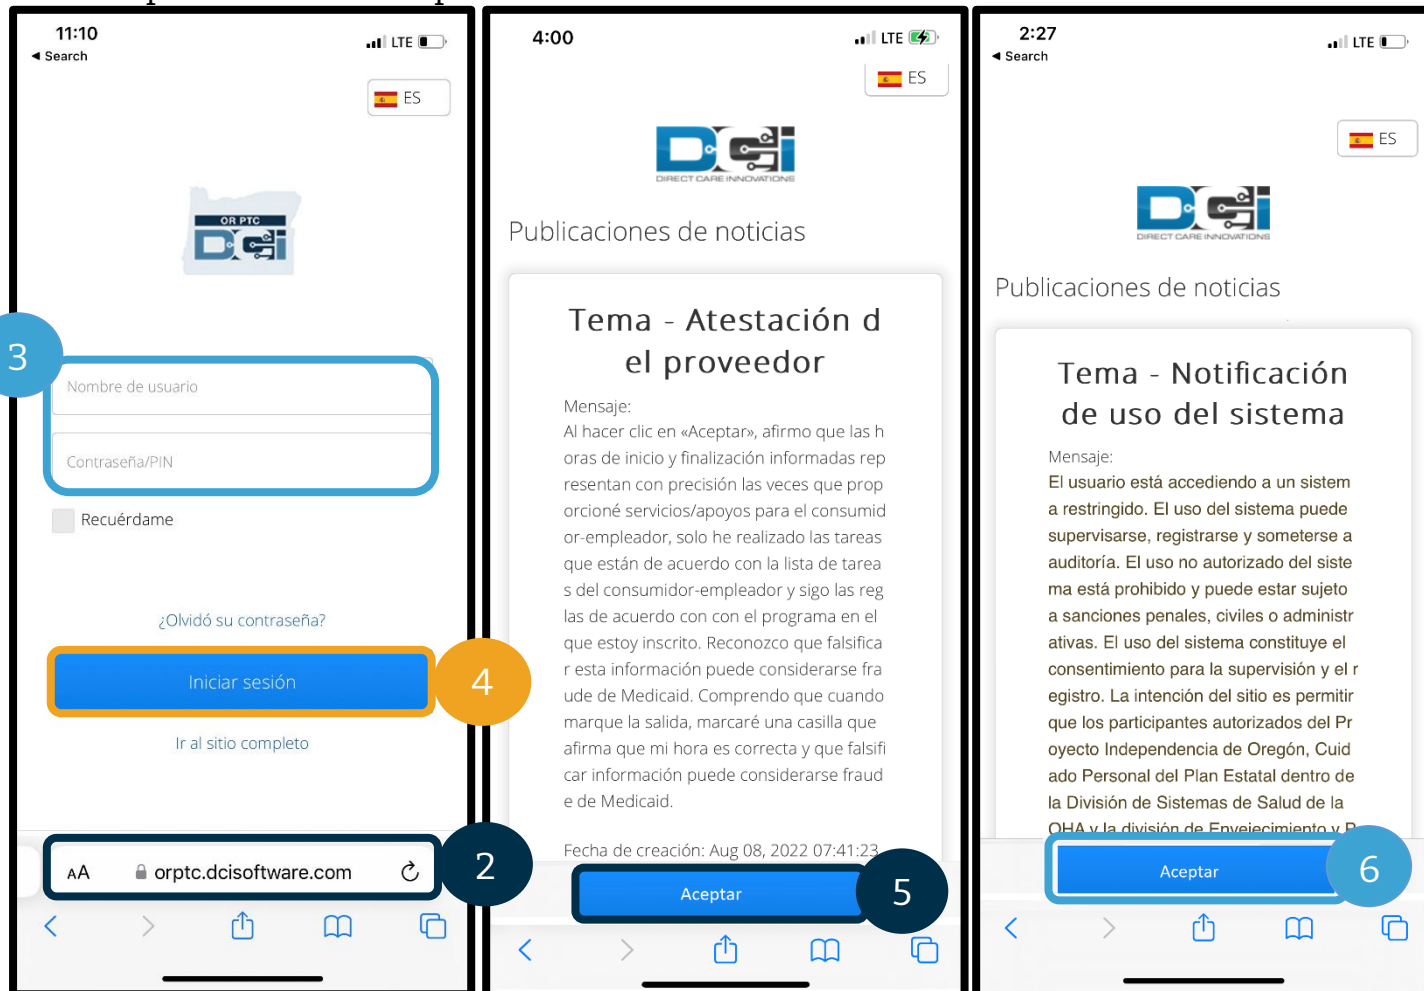 11:10
LTE
◄ Search
ES
OR PTC
DCi
3
Nombre de usuario
Contraseña/PIN
Recuérdame
¿Olvidó su contraseña?
Iniciar sesión
4
Ir al sitio completo
AA orptc.dcisoftware.com
2
4:00
LTE
ES
DCi
DIRECT CARE INNOVATIONS
Publicaciones de noticias
Tema - Atestación d
el proveedor
Mensaje:
Al hacer clic en «Aceptar», afirmo que las h
oras de inicio y finalización informadas rep
resentan con precisión las veces que prop
orcioné servicios/apoyos para el consumid
or-empleador, solo he realizado las tareas
que están de acuerdo con la lista de tarea
s del consumidor-empleador y sigo las reg
las de acuerdo con con el programa en el
que estoy inscrito. Reconozco que falsifica
r esta información puede considerarse fra
ude de Medicaid. Comprendo que cuando
marque la salida, marcaré una casilla que
afirma que mi hora es correcta y que falsifi
car información puede considerarse fraud
e de Medicaid.
Fecha de creación: Aug 08, 2022 07:41:23
Aceptar
5
2:27
LTE
◄ Search
ES
DCi
DIRECT CARE INNOVATIONS
Publicaciones de noticias
Tema - Notificación
de uso del sistema
Mensaje:
El usuario está accediendo a un sistem
a restringido. El uso del sistema puede
supervisarse, registrarse y someterse a
auditoría. El uso no autorizado del siste
ma está prohibido y puede estar sujeto
a sanciones penales, civiles o administr
ativas. El uso del sistema constituye el
consentimiento para la supervisión y el r
egistro. La intención del sitio es permitir
que los participantes autorizados del Pr
oyecto Independencia de Oregón, Cuid
ado Personal del Plan Estatal dentro de
la División de Sistemas de Salud de la
OHA y la división de Envejecimiento y P
Aceptar
6